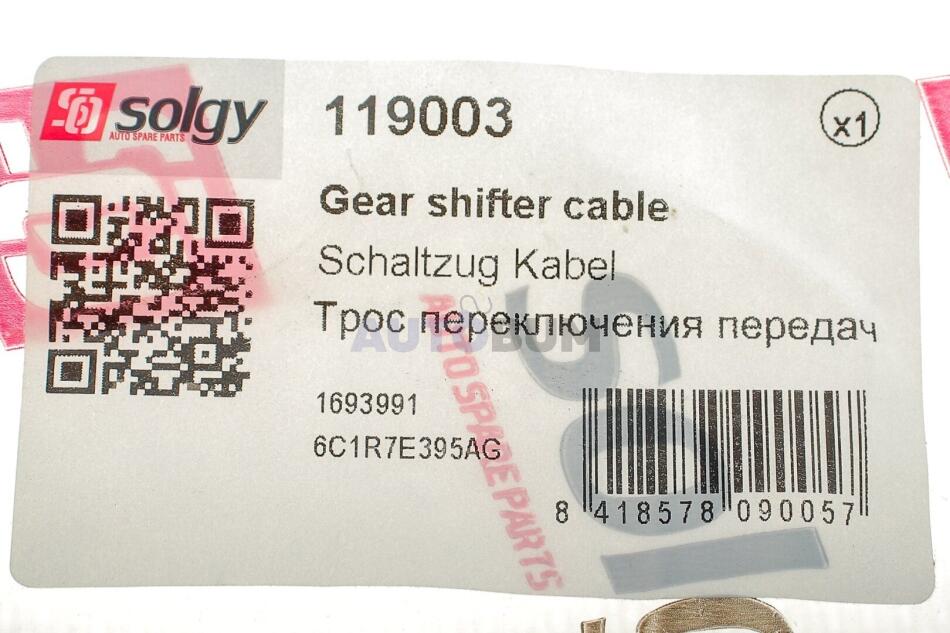 solgy
AUTO SPARE PARTS
119003
x1
Gear shifter cable
Schaltzug Kabel
Трос переключения передач
AUTOBUM
AUTO SPARE PARTS
1693991
6C1R7E395AG
8 418578 090057